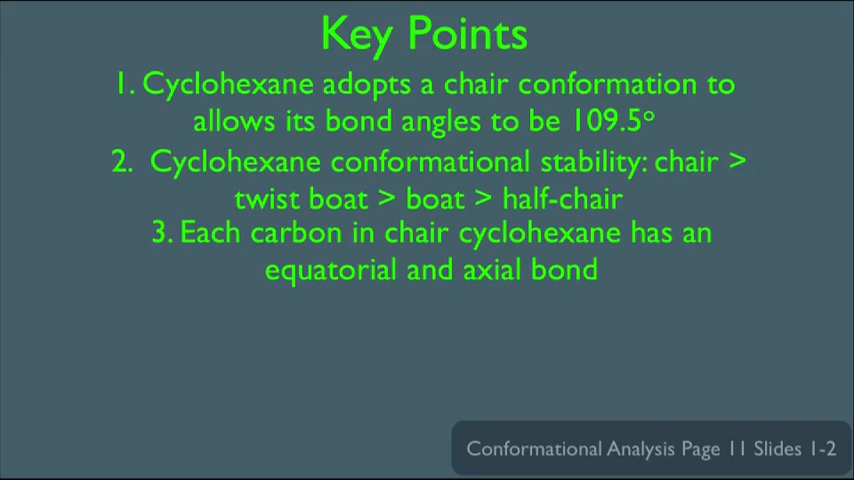 Key Points
1. Cyclohexane adopts a chair conformation to
allows its bond angles to be 109.5º
2. Cyclohexane conformational stability: chair >
twist boat > boat > half-chair
3. Each carbon in chair cyclohexane has an
equatorial and axial bond
Conformational Analysis Page 11 Slides 1-2